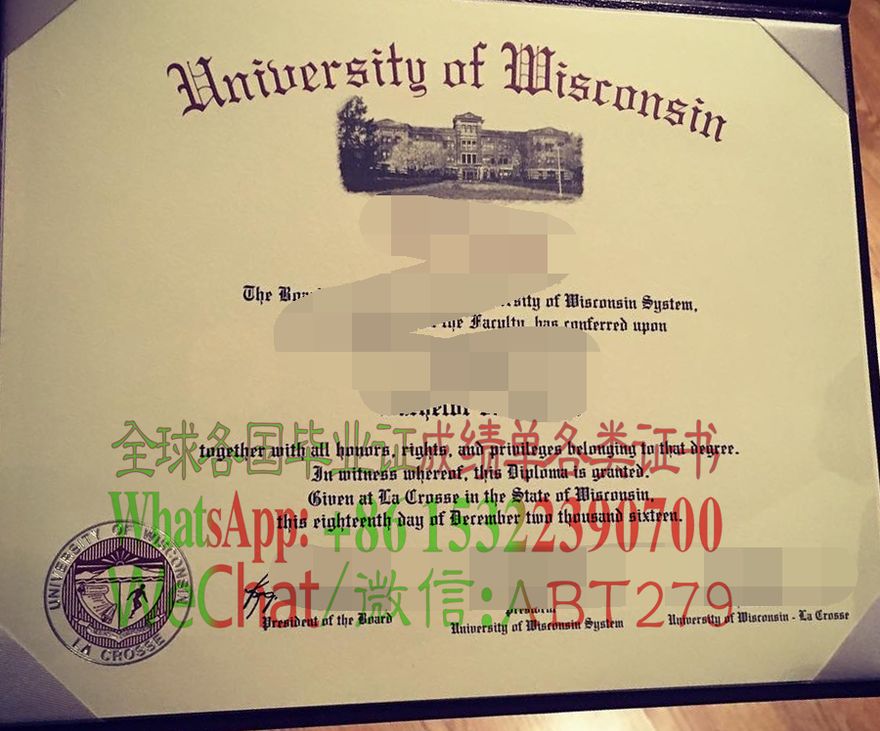 University of Wisconsin
The
sity of Wisconsin System,
the Faculty, has conferred upon
全球各国毕业证成绩单各类证书
together with all honors, rights, and privileges belonging to that degree.
In witness whereof, this Diploma is granted.
Given at La Crosse in the State of Wisconsin,
WhatsApp: +86 15322390700
this eighteenth day of December two thousand sixteen.
UNIVERSITY OF WISCONSIN
LA CROSSE
WeChat/微信:ABT279
President of the Board
University of Wisconsin System
University of Wisconsin - La Crosse